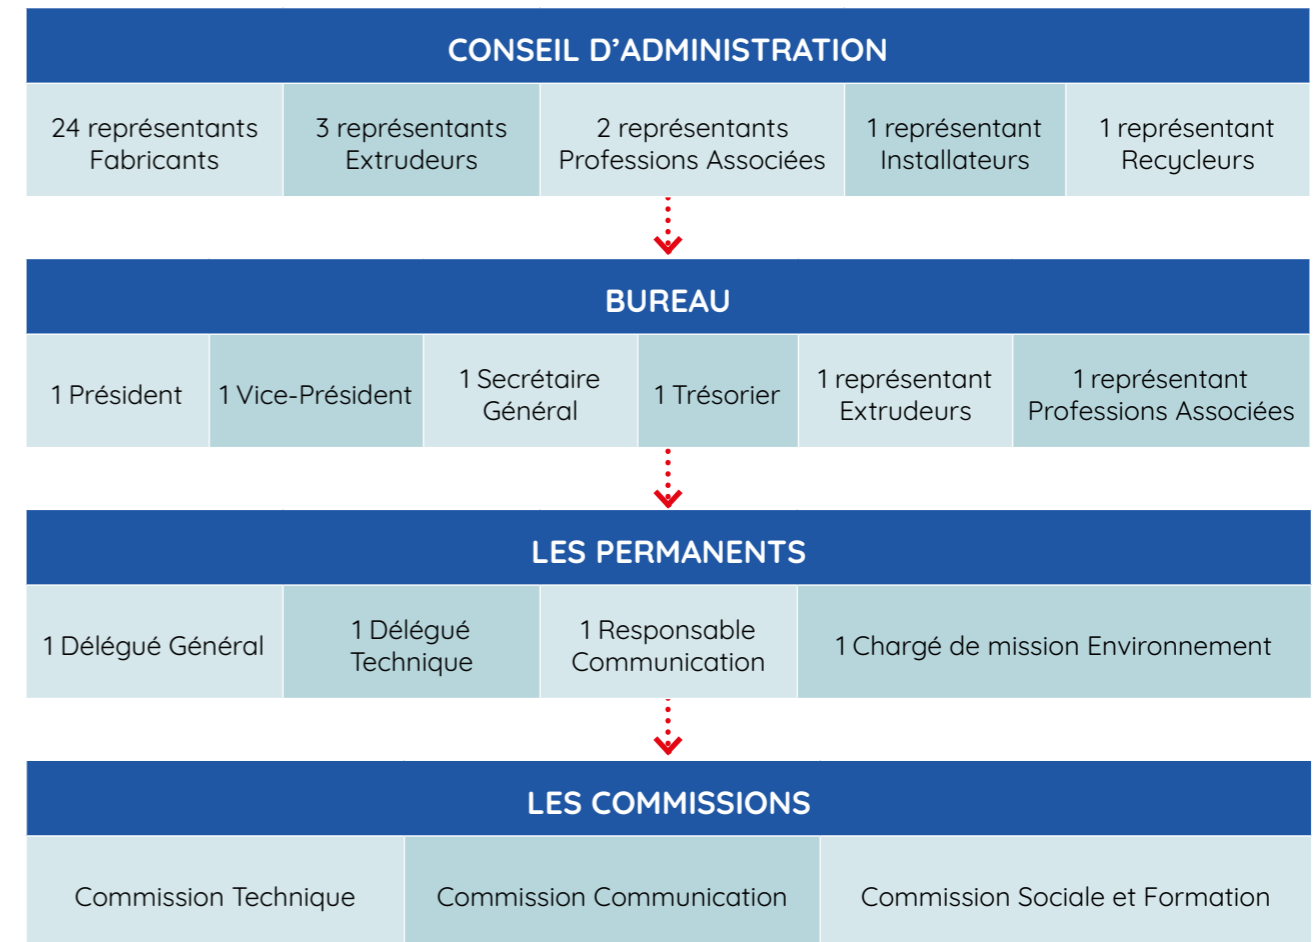 CONSEIL D'ADMINISTRATION
24 représentants
Fabricants
3 représentants
Extrudeurs
2 représentants
Professions Associées
1 représentant
Installateurs
1 représentant
Recycleurs
BUREAU
1 Président
1 Vice-Président
1 Secrétaire
Général
1 Trésorier
1 représentant
Extrudeurs
1 représentant
Professions Associées
LES PERMANENTS
1 Délégué Général
1 Délégué
Technique
1 Responsable
Communication
1 Chargé de mission Environnement
LES COMMISSIONS
Commission Technique
Commission Communication
Commission Sociale et Formation